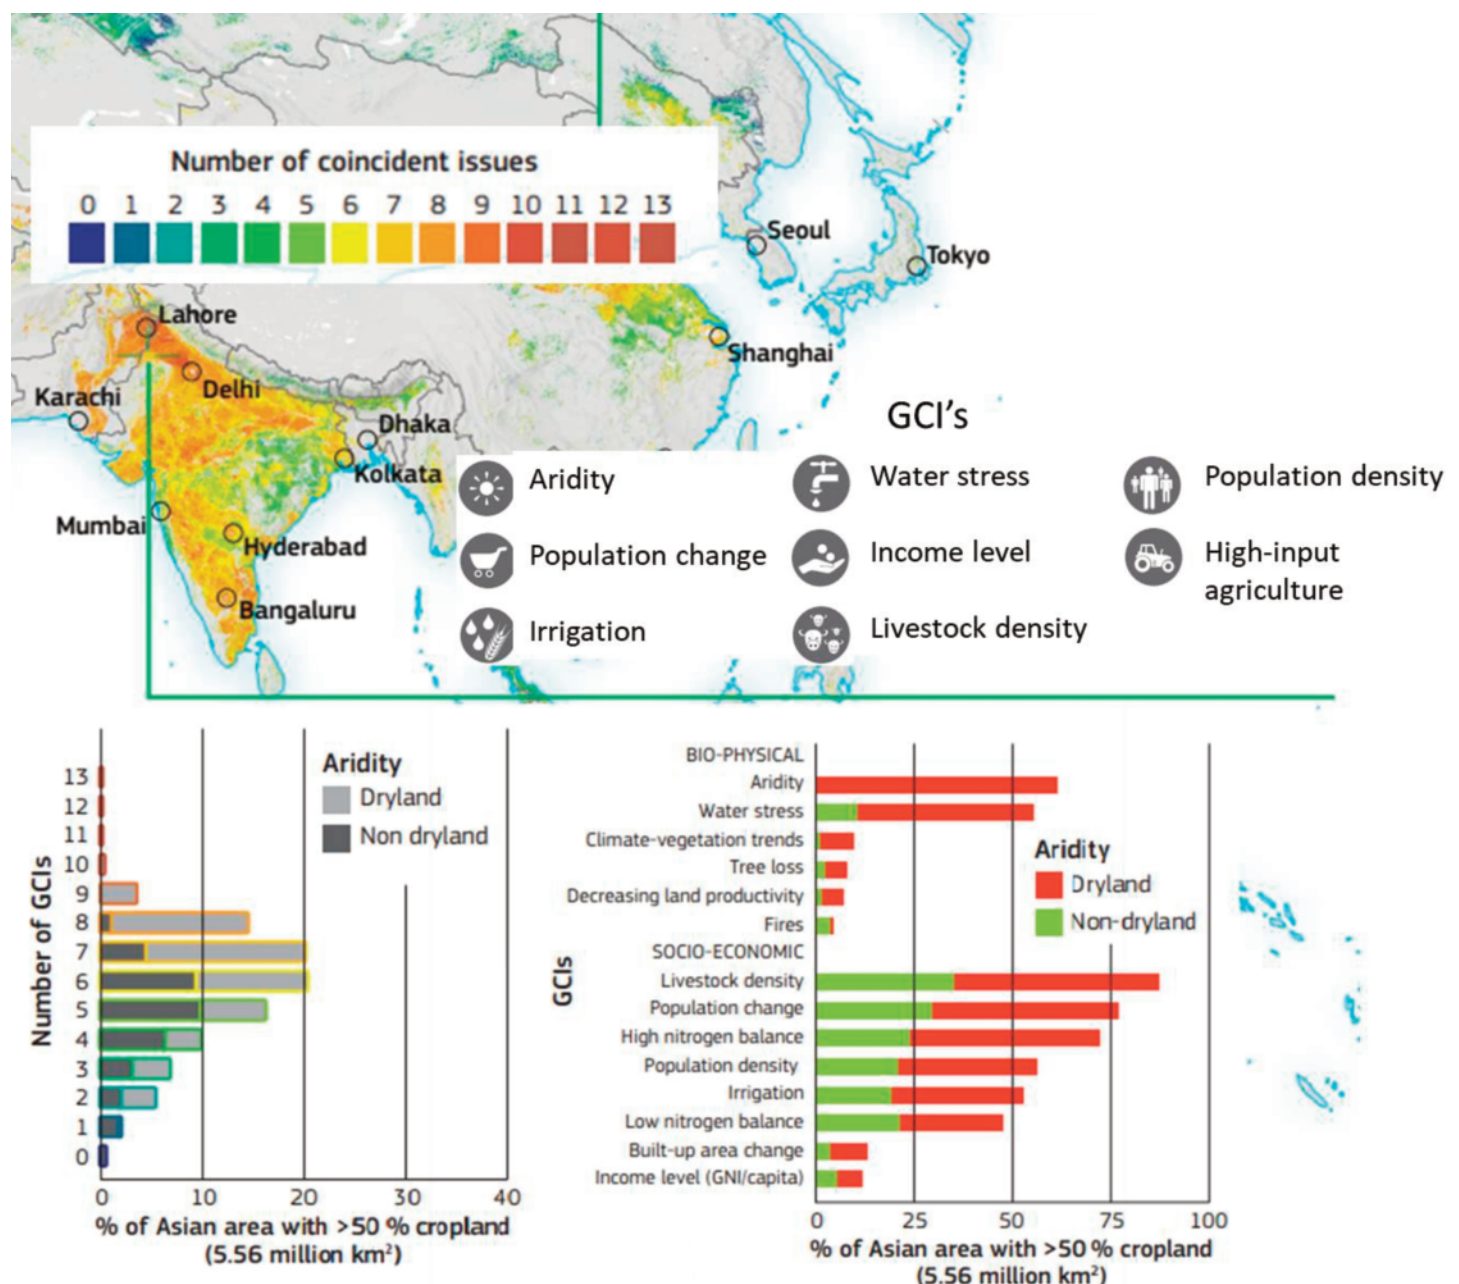 Number of coincident issues
0 1 2 3 4 5 6 7 8 9 10 11 12 13
Seoul
Tokyo
Lahore
Shanghai
Delhi
Karachi
Dhaka
Kolkata
Mumbai
Hyderabad
Bangaluru
GCI's
Aridity
Water stress
Population density
Population change
Income level
High-input
agriculture
Irrigation
Livestock density
Number of GCIs
13
12
11
10
9
8
7
6
5
4
3
2
1
0
Aridity
Dryland
Non dryland
0 10 20 30 40
% of Asian area with >50 % cropland
(5.56 million km²)
GCIs
BIO-PHYSICAL
Aridity
Water stress
Climate-vegetation trends
Tree loss
Decreasing land productivity
Fires
SOCIO-ECONOMIC
Livestock density
Population change
High nitrogen balance
Population density
Irrigation
Low nitrogen balance
Built-up area change
Income level (GNI/capita)
Aridity
Dryland
Non-dryland
0 25 50 75 100
% of Asian area with >50 % cropland
(5.56 million km²)